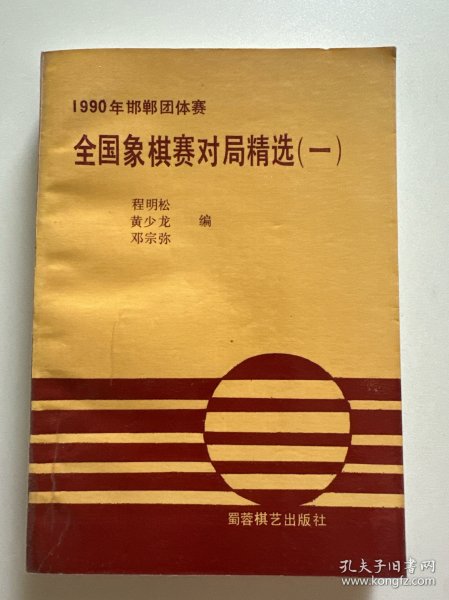 1990年邯郸团体赛
全国象棋赛对局精选(一)
程明松
黄少龙 编
邓宗弥
蜀蓉棋艺出版社
孔夫子旧书网
www.kongfz.com